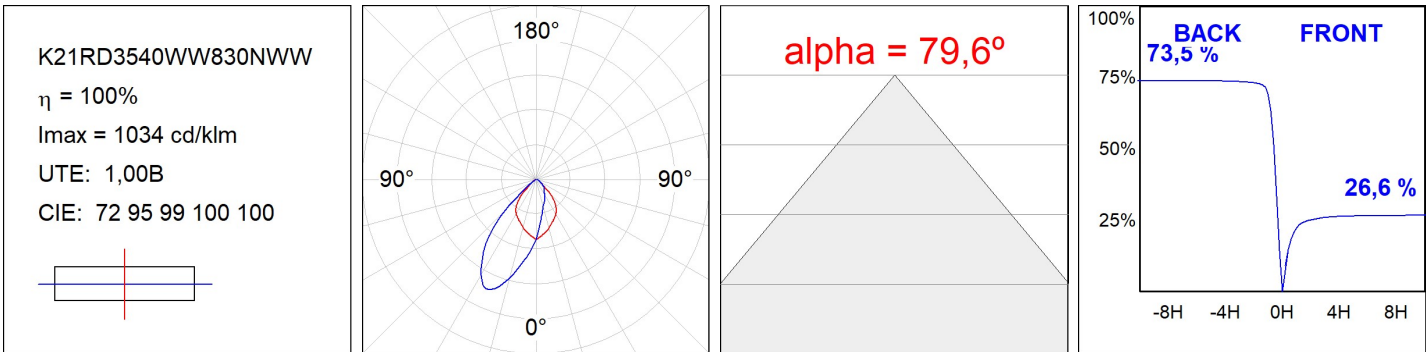 K21RD3540WW830NWW
η = 100%
Imax = 1034 cd/klm
UTE: 1,00B
CIE: 72 95 99 100 100
180°
90° 90°
0°
alpha = 79,6º
100%
BACK FRONT
73,5 %
75%
50%
26,6 %
25%
-8H -4H 0H 4H 8H